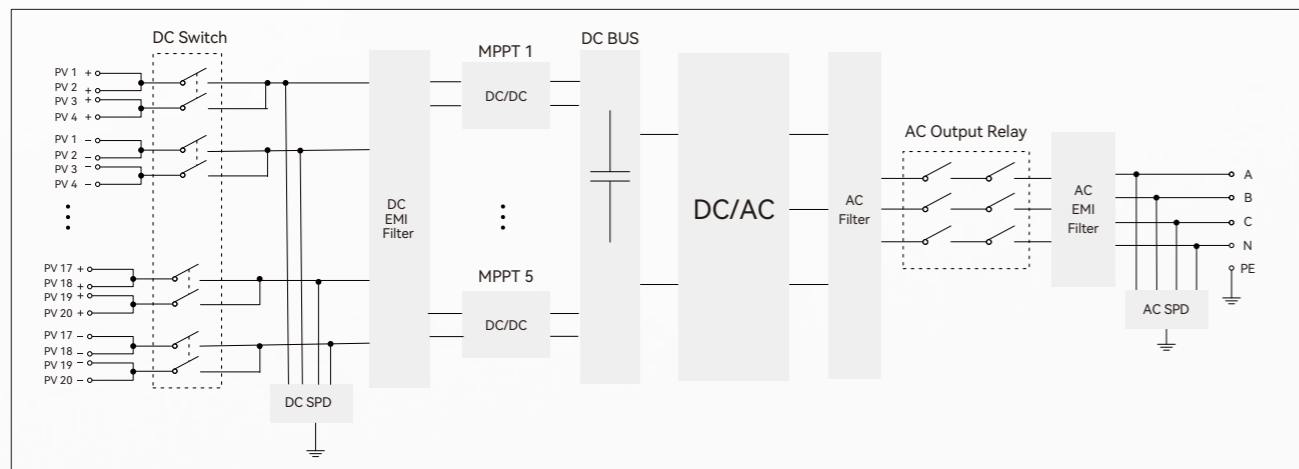 DC Switch
PV 1 +
PV 2 +
PV 3 +
PV 4 +
PV 1 −
PV 2 −
PV 3 −
PV 4 −
PV 17 +
PV 18 +
PV 19 +
PV 20 +
PV 17 −
PV 18 −
PV 19 −
PV 20 −
DC SPD
DC
EMI
Filter
MPPT 1
DC/DC
MPPT 5
DC/DC
DC BUS
DC/AC
AC
Filter
AC Output Relay
AC
EMI
Filter
A
B
C
N
PE
AC SPD